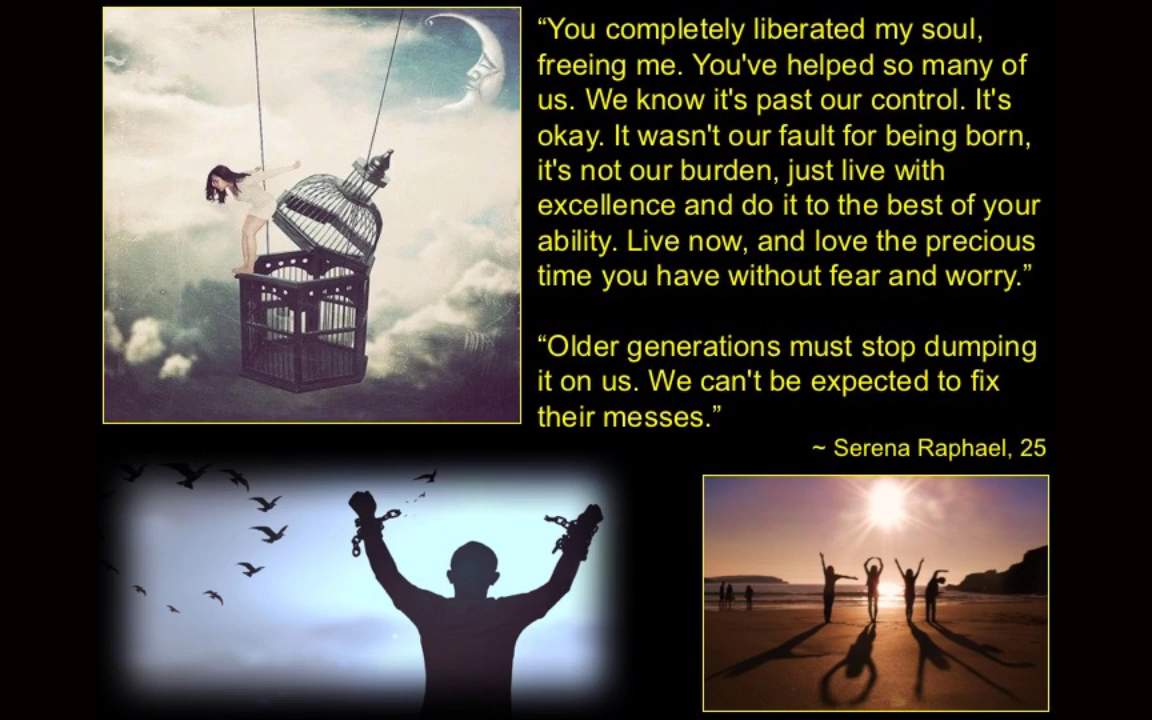 “You completely liberated my soul,
freeing me. You've helped so many of
us. We know it's past our control. It's
okay. It wasn't our fault for being born,
it's not our burden, just live with
excellence and do it to the best of your
ability. Live now, and love the precious
time you have without fear and worry.”
“Older generations must stop dumping
it on us. We can't be expected to fix
their messes.”
~ Serena Raphael, 25